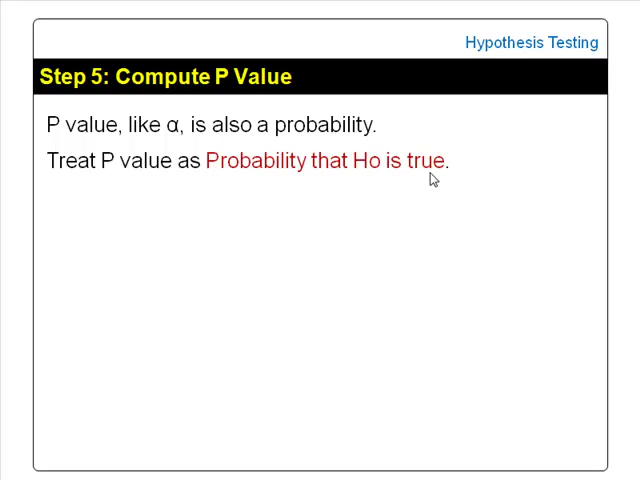 Hypothesis Testing
Step 5: Compute P Value
P value, like α, is also a probability.
Treat P value as Probability that Ho is true.